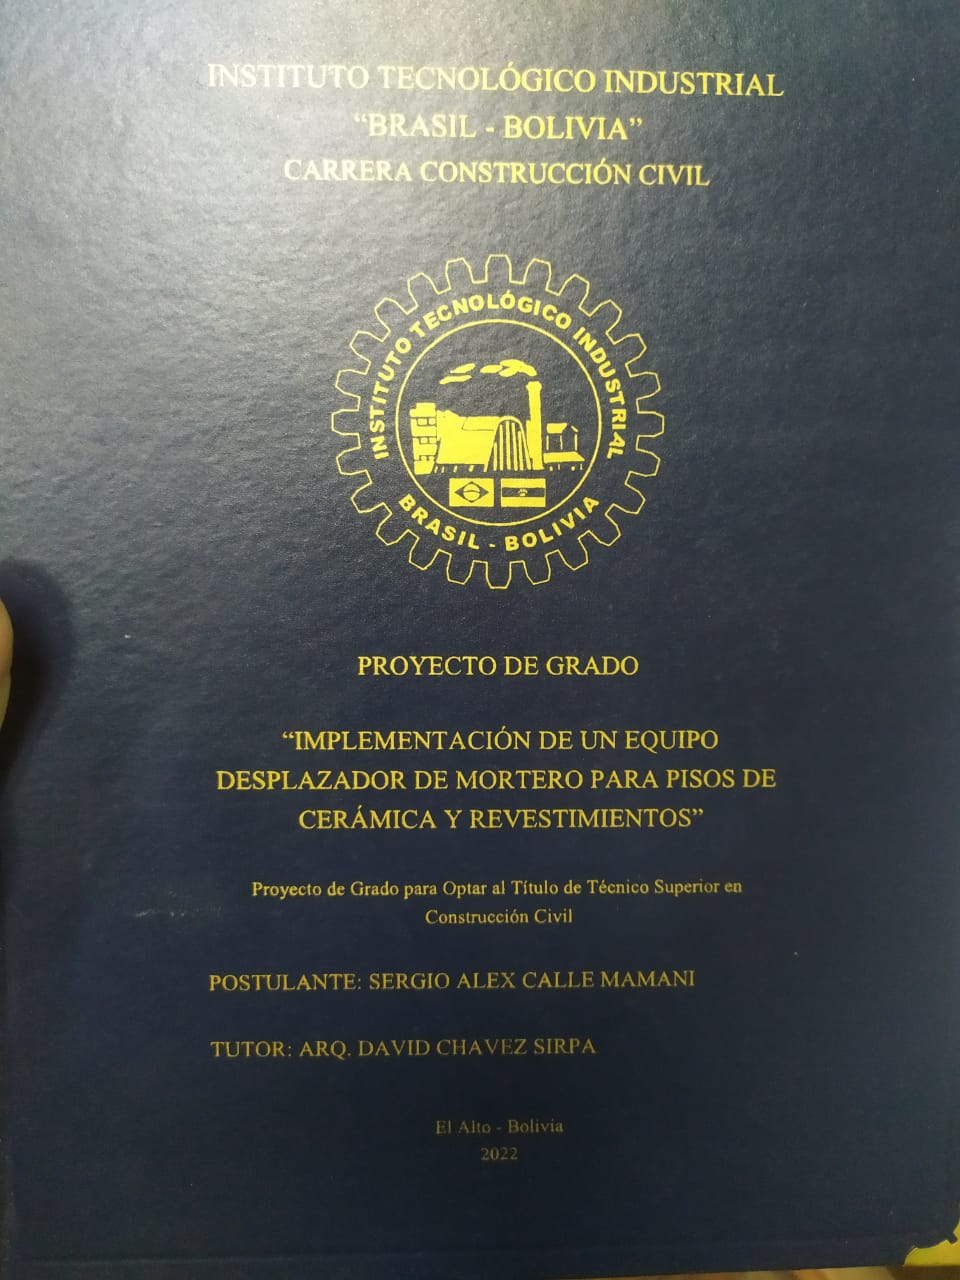 INSTITUTO TECNOLÓGICO INDUSTRIAL
“BRASIL - BOLIVIA”
CARRERA CONSTRUCCIÓN CIVIL
INSTITUTO TECNOLÓGICO INDUSTRIAL
BRASIL - BOLIVIA
PROYECTO DE GRADO
“IMPLEMENTACIÓN DE UN EQUIPO
DESPLAZADOR DE MORTERO PARA PISOS DE
CERÁMICA Y REVESTIMIENTOS”
Proyecto de Grado para Optar al Título de Técnico Superior en
Construcción Civil
POSTULANTE: SERGIO ALEX CALLE MAMANI
TUTOR: ARQ. DAVID CHAVEZ SIRPA
El Alto - Bolivia
2022